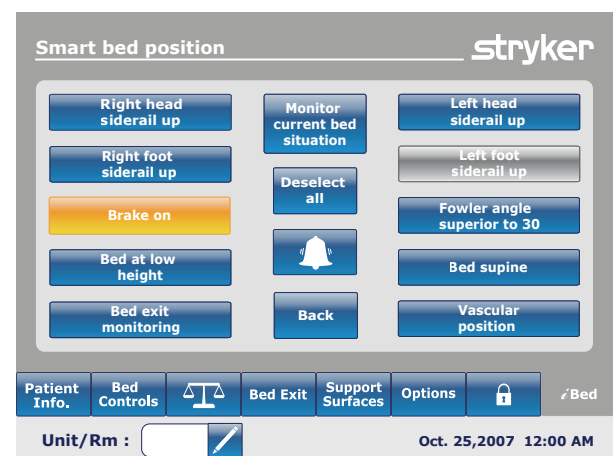 Smart bed position
stryker
Right head
siderail up
Monitor
current bed
situation
Left head
siderail up
Right foot
siderail up
Deselect
all
Left foot
siderail up
Brake on
Fowler angle
superior to 30
Bed at low
height
Bed supine
Bed exit
monitoring
Back
Vascular
position
Patient
Info.
Bed
Controls
Bed Exit
Support
Surfaces
Options
iBed
Unit/Rm :
Oct. 25,2007 12:00 AM